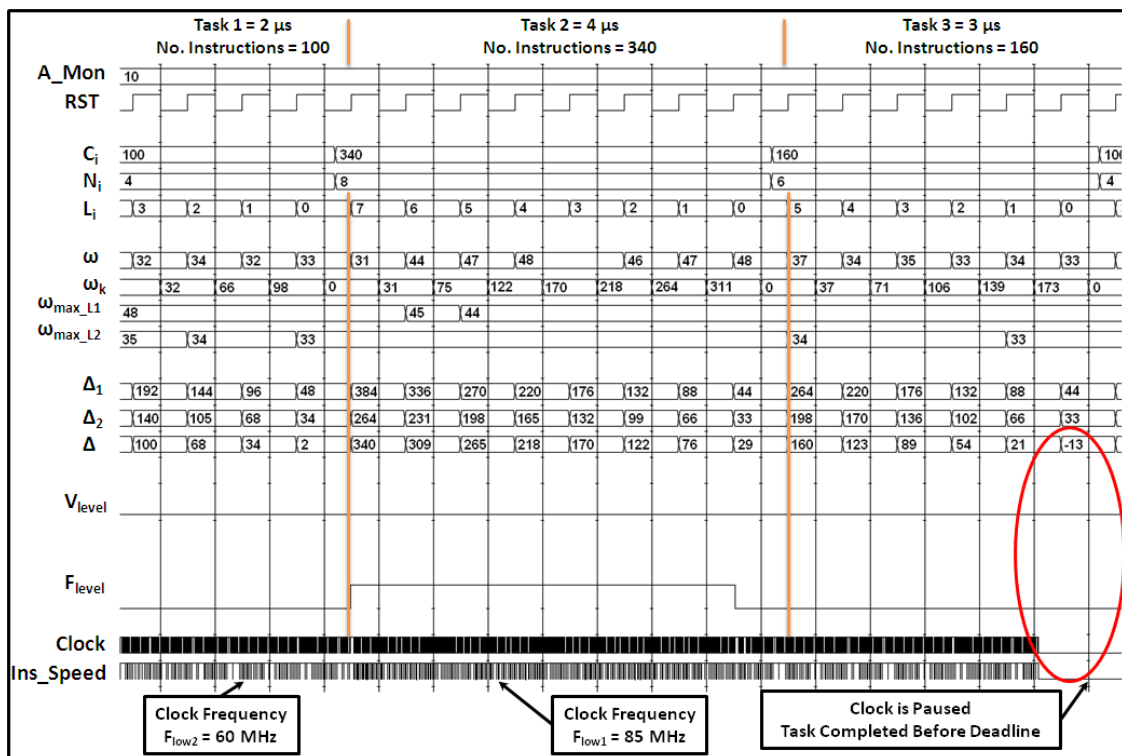 Task 1 = 2 µs Task 2 = 4 µs Task 3 = 3 µs
No. Instructions = 100 No. Instructions = 340 No. Instructions = 160
A_Mon 10
RST
Ci 100 340 160 100
Ni 4 8 6 4
Li 3 2 1 0 7 6 5 4 3 2 1 0 5 4 3 2 1 0
ω 32 34 32 33 31 44 47 48 46 47 48 37 34 35 33 34 33
ωk 32 66 98 0 31 75 122 170 218 264 311 0 37 71 106 139 173 0
ωmax_L1 48 45 44
ωmax_L2 35 34 33 34 33
Δ1 192 144 96 48 384 336 270 220 176 132 88 44 264 220 176 132 88 44
Δ2 140 105 68 34 264 231 198 165 132 99 66 33 198 170 136 102 66 33
Δ 100 68 34 2 340 309 265 218 170 122 76 29 160 123 89 54 21 -13
Vlevel
Flevel
Clock
Ins_Speed
Clock Frequency
Flow2 = 60 MHz
Clock Frequency
Flow1 = 85 MHz
Clock is Paused
Task Completed Before Deadline